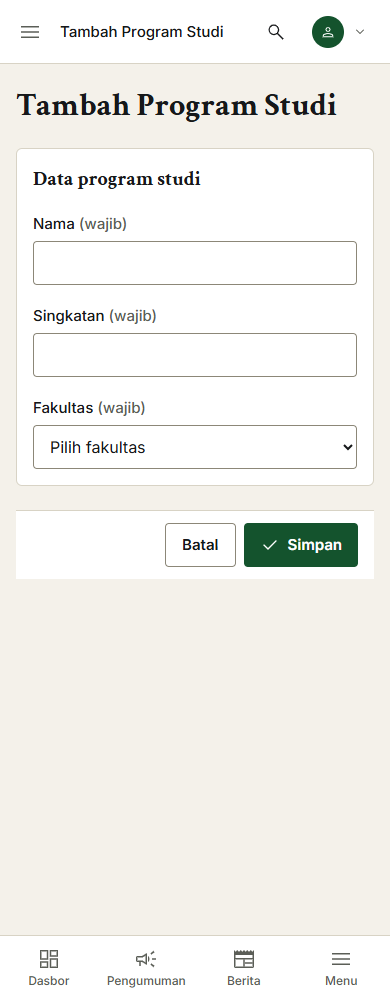 Tambah Program Studi
Tambah Program Studi
Data program studi
Nama (wajib)
Singkatan (wajib)
Fakultas (wajib)
Pilih fakultas
Batal
Simpan
Dasbor
Pengumuman
Berita
Menu